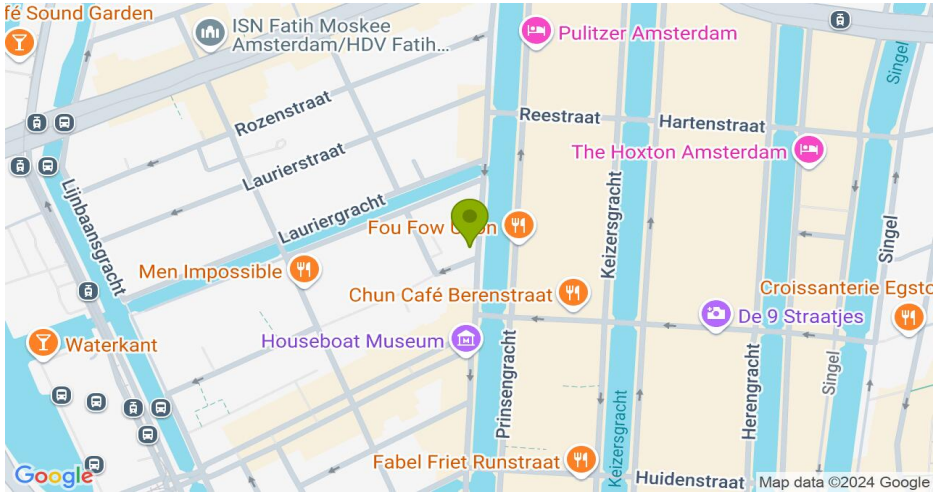 fé Sound Garden
ISN Fatih Moskee
Amsterdam/HDV Fatih...
Pulitzer Amsterdam
Singel
Rozenstraat
Reestraat
Hartenstraat
The Hoxton Amsterdam
Laurierstraat
Lijnbaansgracht
Lauriergracht
Keizersgracht
Singel
Men Impossible
Chun Café Berenstraat
Croissanterie Egsto
De 9 Straatjes
Houseboat Museum
Waterkant
Prinsengracht
Keizersgracht
Herengracht
Singel
Fabel Friet Runstraat
Huidenstraat
Google
Map data ©2024 Google
Fou Fow